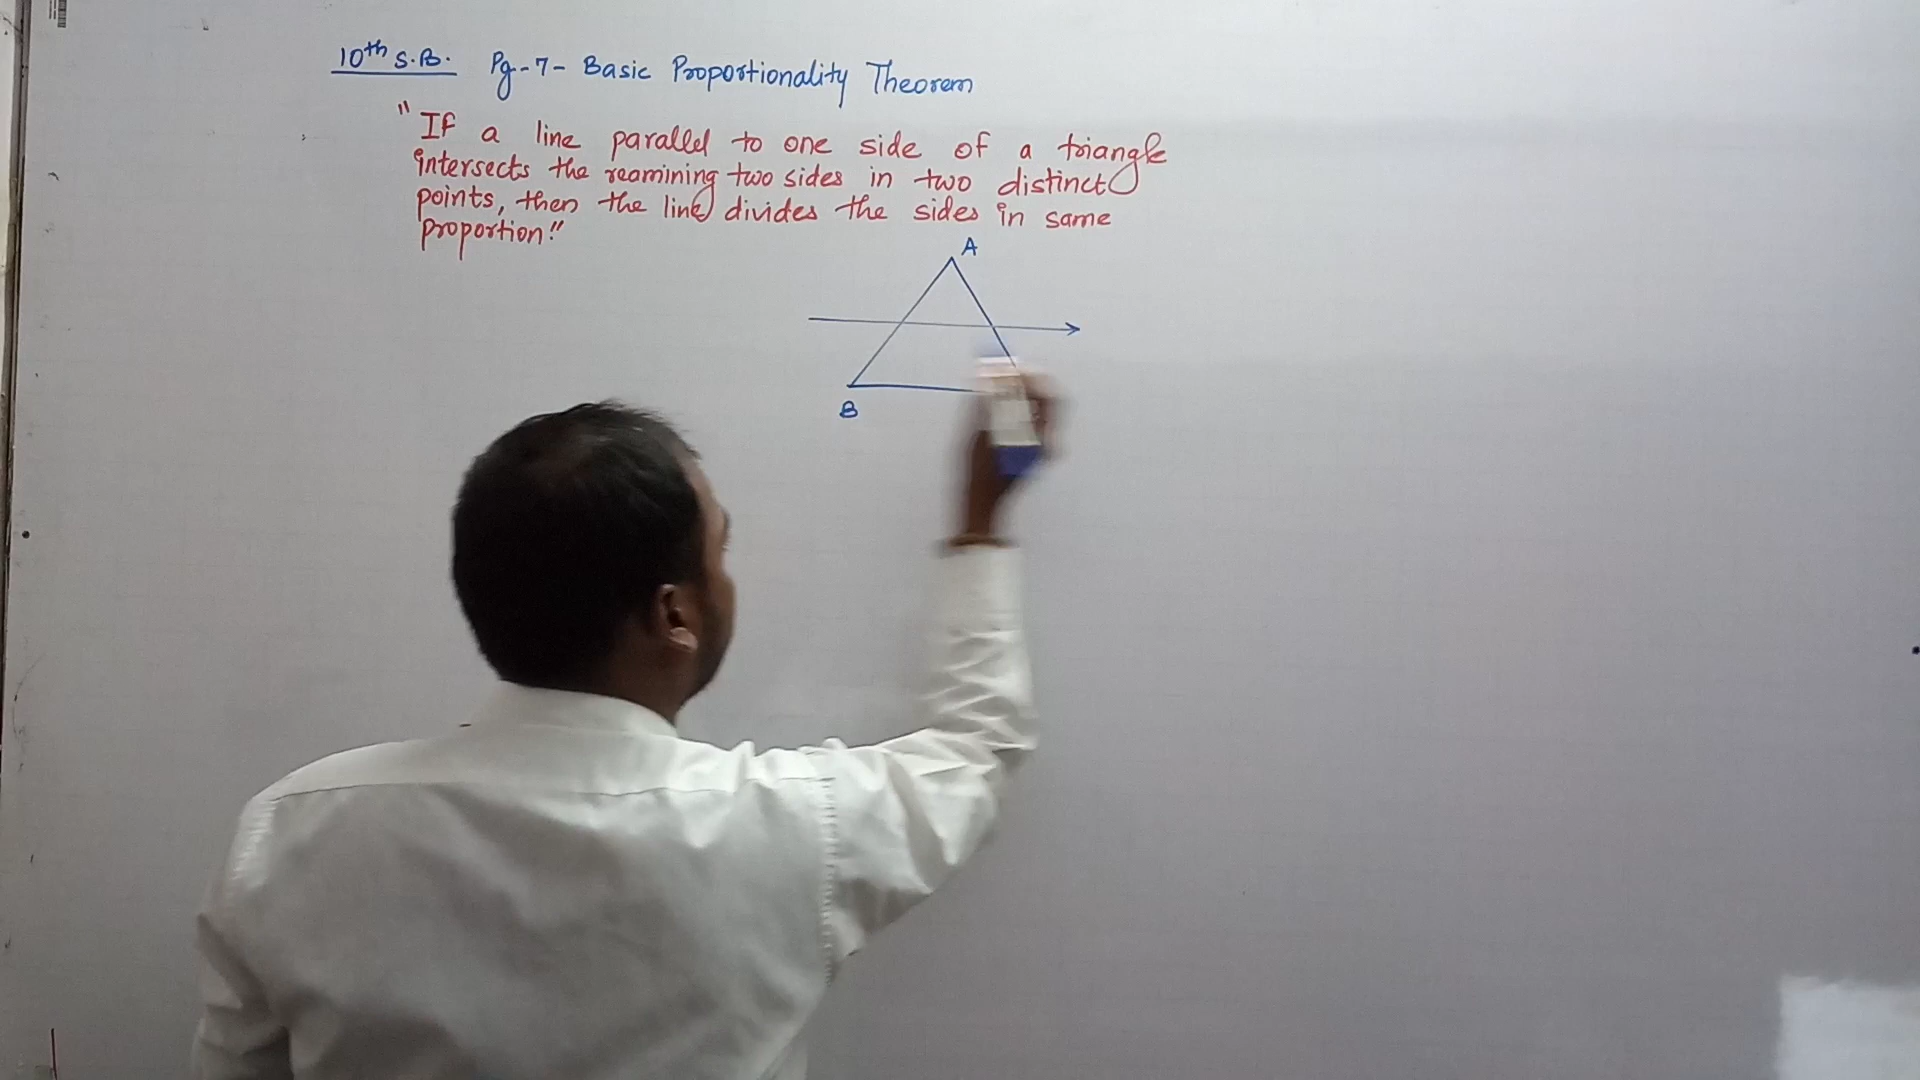 10th S.B. Pg-7- Basic Proportionality Theorem
"If a line parallel to one side of a triangle
intersects the reamining two sides in two distinct
points, then the line divides the sides in same
proportion"
A
B